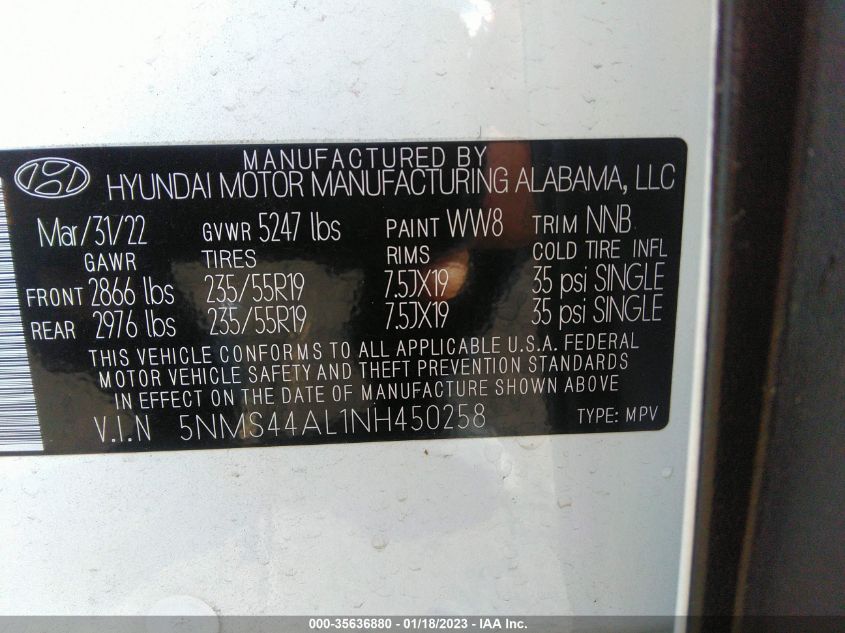 MANUFACTURED BY
HYUNDAI MOTOR MANUFACTURING ALABAMA, LLC
Mar/31/22 GVWR 5247 lbs PAINT WW8 TRIM NNB
GAWR TIRES RIMS COLD TIRE INFL
FRONT 2866 lbs 235/55R19 7.5JX19 35 psi SINGLE
REAR 2976 lbs 235/55R19 7.5JX19 35 psi SINGLE
THIS VEHICLE CONFORMS TO ALL APPLICABLE U.S.A. FEDERAL
MOTOR VEHICLE SAFETY AND THEFT PREVENTION STANDARDS
IN EFFECT ON THE DATE OF MANUFACTURE SHOWN ABOVE
V.I.N 5NMS44AL1NH450258 TYPE: MPV
000-35636880 - 01/18/2023 - IAA Inc.